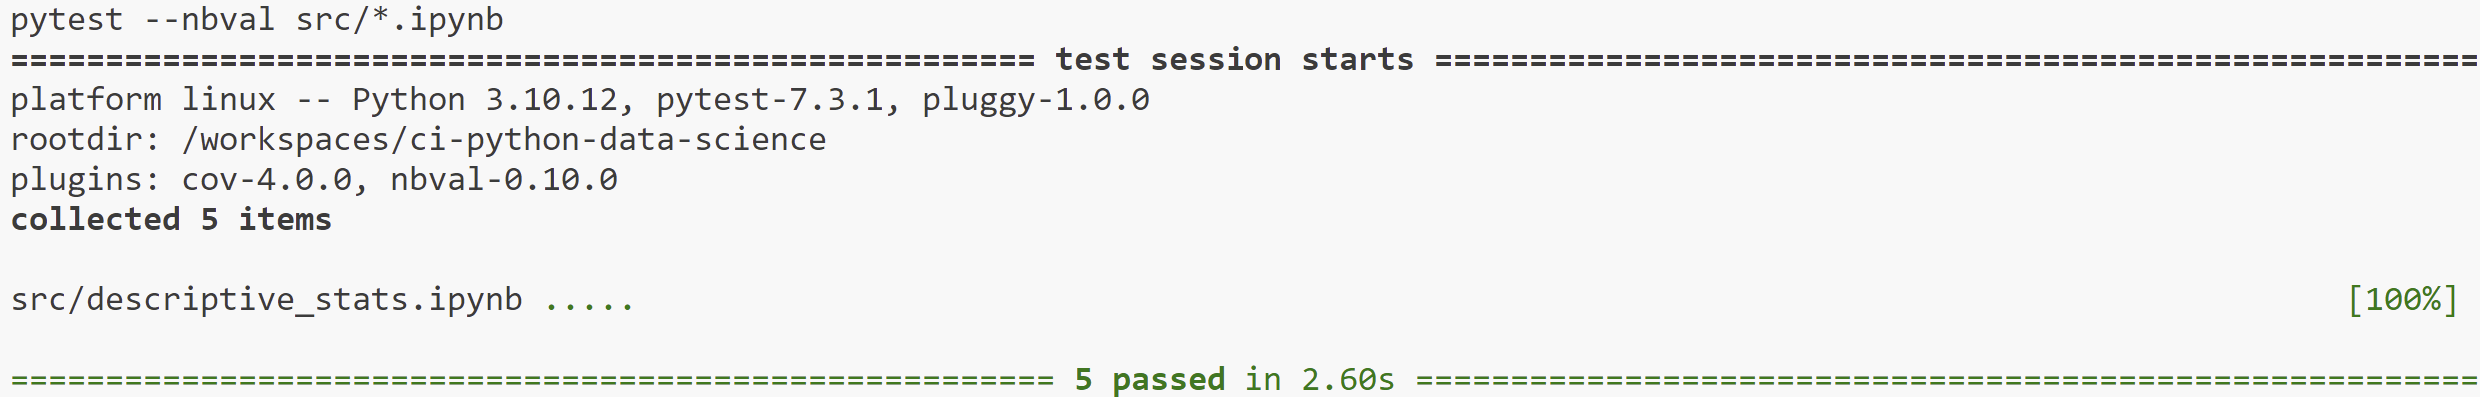 pytest --nbval src/*.ipynb
====================================================== test session starts =======================================================
platform linux -- Python 3.10.12, pytest-7.3.1, pluggy-1.0.0
rootdir: /workspaces/ci-python-data-science
plugins: cov-4.0.0, nbval-0.10.0
collected 5 items
src/descriptive_stats.ipynb ..... [100%]
======================================================= 5 passed in 2.60s ========================================================